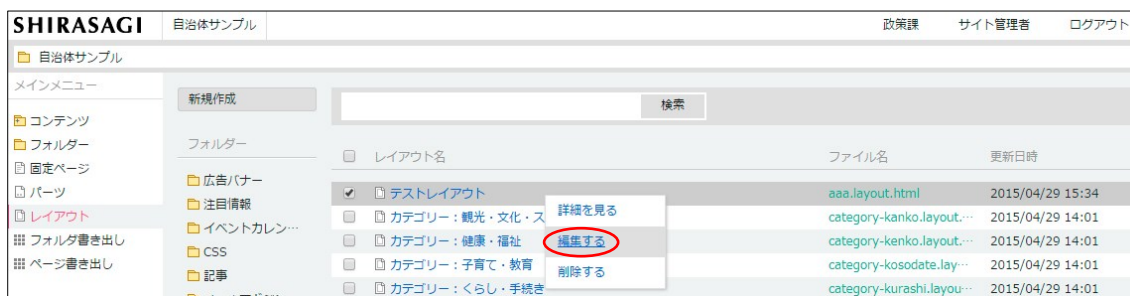 SHIRASAGI 自治体サンプル 政策課 サイト管理者 ログアウト
自治体サンプル
メインメニュー
コンテンツ
フォルダー
固定ページ
パーツ
レイアウト
フォルダ書き出し
ページ書き出し
新規作成
フォルダー
広告バナー
注目情報
イベントカレン…
CSS
記事
検索
レイアウト名 ファイル名 更新日時
テストレイアウト aaa.layout.html 2015/04/29 15:34
カテゴリー：観光・文化・ス category-kanko.layout.… 2015/04/29 14:01
カテゴリー：健康・福祉 category-kenko.layout.… 2015/04/29 14:01
カテゴリー：子育て・教育 category-kosodate.lay… 2015/04/29 14:01
カテゴリー：くらし・手続き category-kurashi.layou… 2015/04/29 14:01
詳細を見る
編集する
削除する